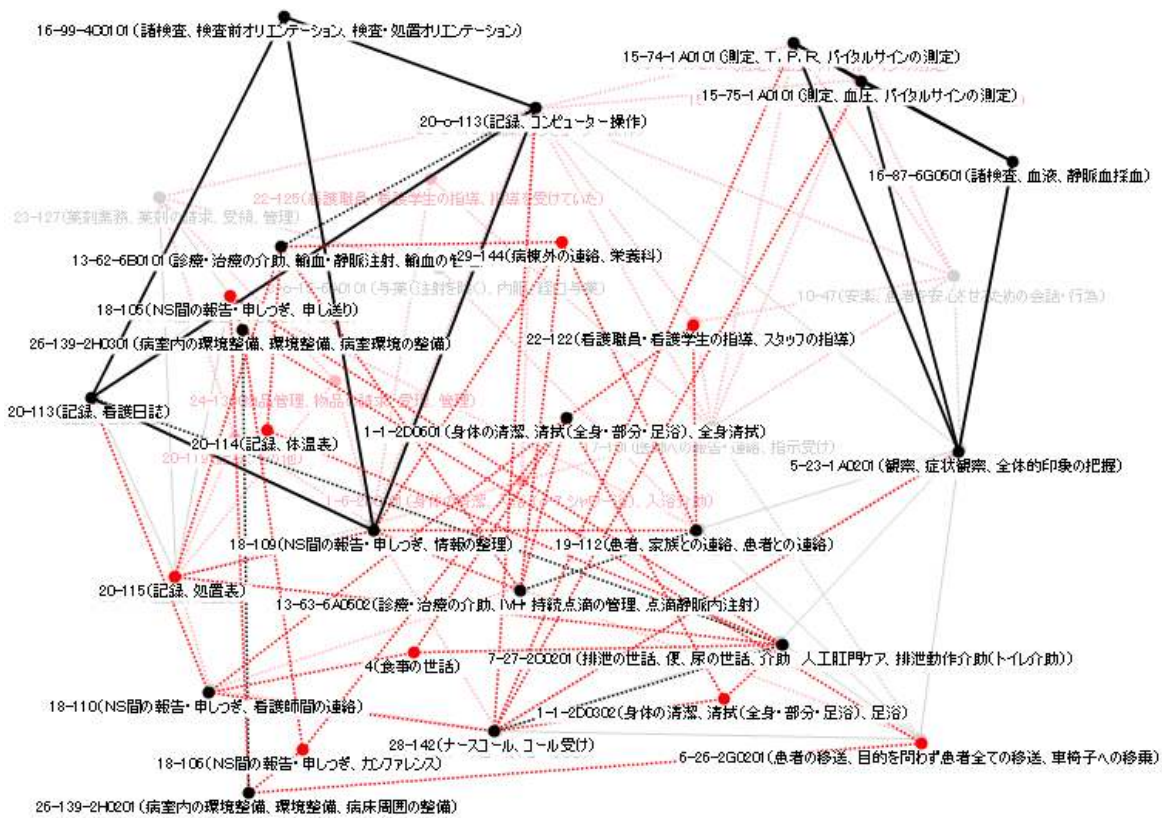 16-99-4C0101(諸検査、検査前オリエンテーション、検査・処置オリエンテーション)
15-74-1A0101(測定、T．P．R、バイタルサインの測定)
15-75-1A0101(測定、血圧、バイタルサインの測定)
20-c-113(記録、コンピューター操作)
16-87-6G0501(諸検査、血液、静脈血採血)
22-125(看護職員・看護学生の指導、指導を受けていた)
23-127(薬剤業務、薬剤の請求、受領、管理)
13-62-6B0101(診療・治療の介助、輸血・静脈注射、輸血の管
29-144(病棟外の連絡、栄養科)
(与薬(注射を除く)、内服・経口与薬)
10-47(安楽、患者を安心させるための会話・行為)
18-105(NS間の報告・申しつぎ、申し送り)
26-139-2H0301(病室内の環境整備、環境整備、病室環境の整備)
22-122(看護職員・看護学生の指導、スタッフの指導)
20-113(記録、看護日誌)
20-114(記録、体温表)
1-1-2D0601(身体の清潔、清拭(全身・部分・足浴)、全身清拭)
5-23-1A0201(観察、症状観察、全体的印象の把握)
18-109(NS間の報告・申しつぎ、情報の整理)
19-112(患者、家族との連絡、患者との連絡)
20-115(記録、処置表)
13-63-6A0502(診療・治療の介助、IVH 持続点滴の管理、点滴静脈内注射)
4(食事の世話)
7-27-2C0201(排泄の世話、便、尿の世話、介助 人工肛門ケア、排泄動作介助(トイレ介助))
18-110(NS間の報告・申しつぎ、看護師間の連絡)
1-1-2D0302(身体の清潔、清拭(全身・部分・足浴)、足浴)
28-142(ナースコール、コール受け)
18-106(NS間の報告・申しつぎ、カンファレンス)
6-26-2G0201(患者の移送、目的を問わず患者全ての移送、車椅子への移乗)
26-139-2H0201(病室内の環境整備、環境整備、病床周囲の整備)